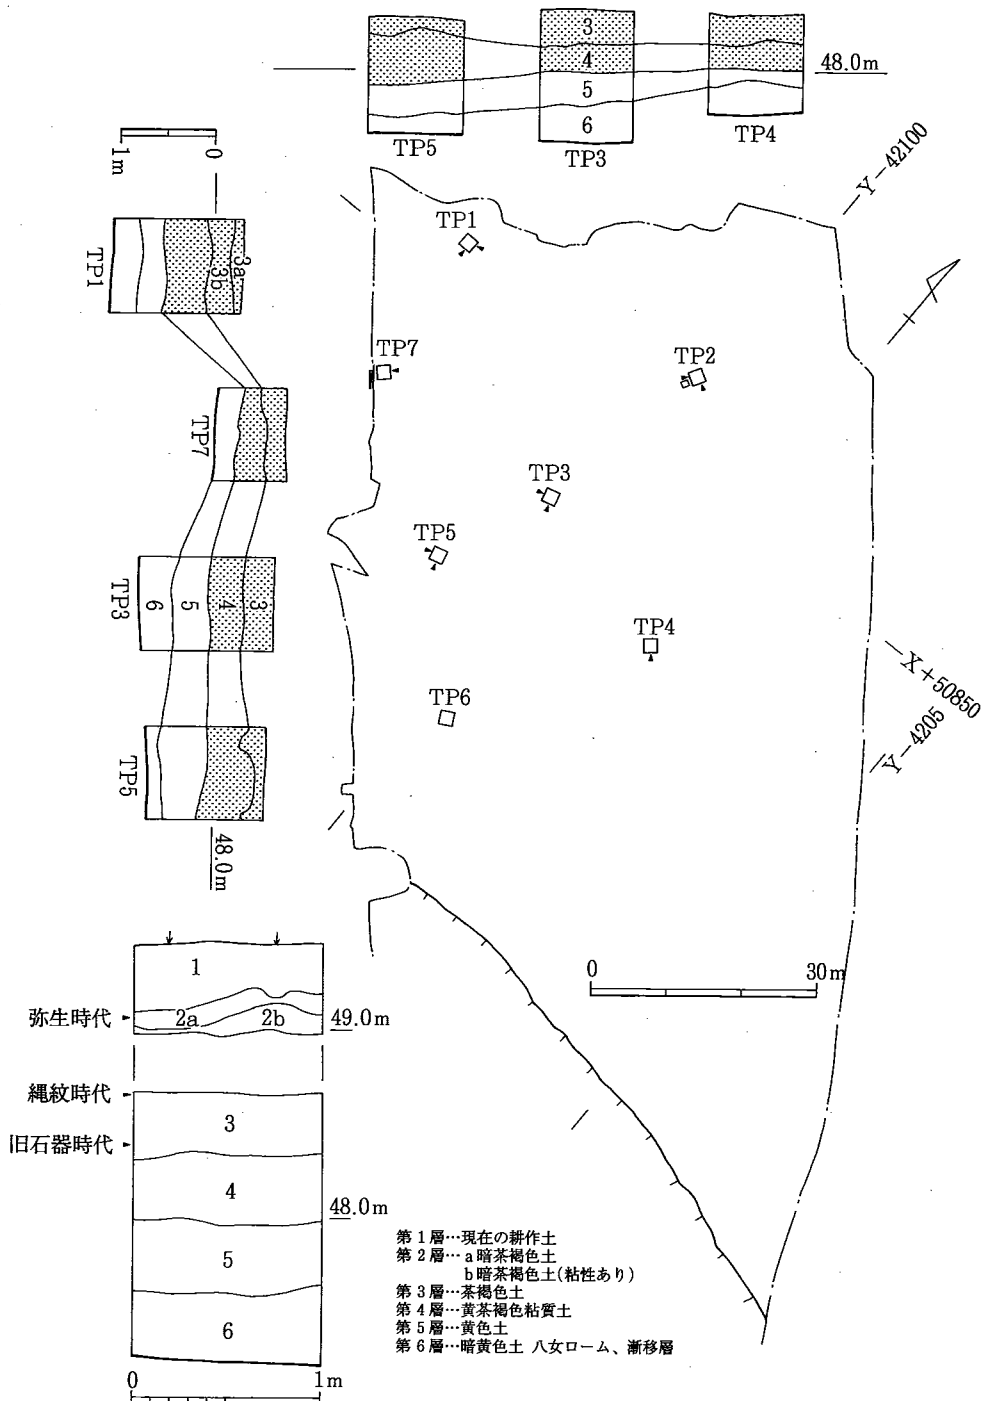 3
4
5
6
48.0m
TP5
TP3
TP4
1m
0
Y-42100
TP1
3a
3b
TP1
TP7
TP2
TP7
TP3
TP5
TP4
TP6
6
5
4
3
TP3
X+50850
Y-4205
TP5
48.0m
0
30m
1
2a
2b
弥生時代
49.0m
縄紋時代
3
旧石器時代
4
48.0m
5
6
0
1m
第1層…現在の耕作土
第2層…a暗茶褐色土
b暗茶褐色土(粘性あり)
第3層…茶褐色土
第4層…黄茶褐色粘質土
第5層…黄色土
第6層…暗黄色土 八女ローム、漸移層